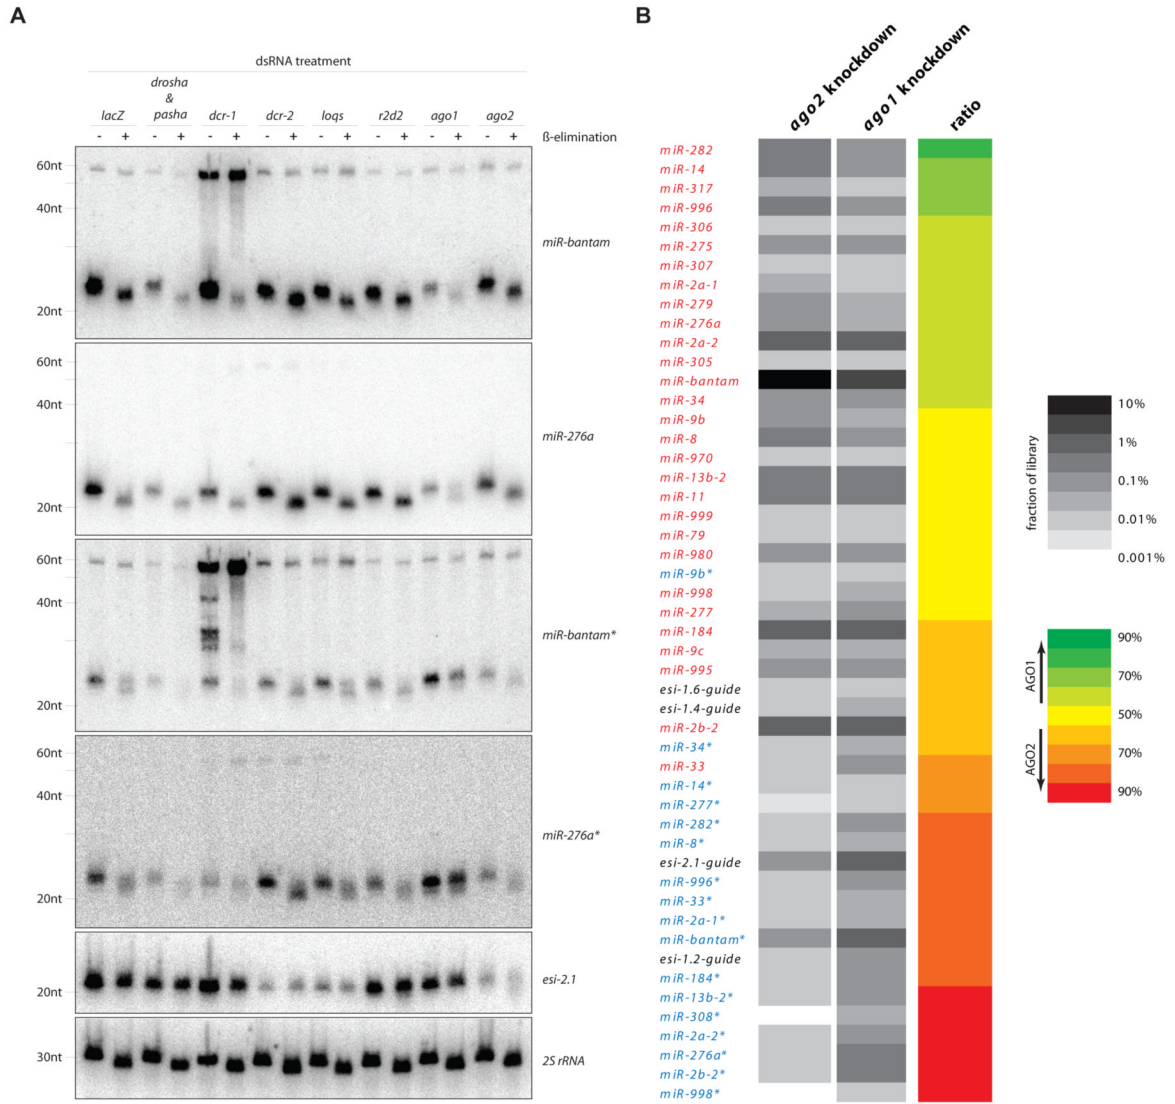 A
dsRNA treatment
lacZ
drosha
&
pasha
dcr-1
dcr-2
loqs
r2d2
ago1
ago2
- + - + - + - + - + - + - + - + ß-elimination
60nt
40nt
20nt
miR-bantam
60nt
40nt
20nt
miR-276a
60nt
40nt
20nt
miR-bantam*
60nt
40nt
20nt
miR-276a*
20nt
esi-2.1
30nt
2S rRNA
B
ago2 knockdown
ago1 knockdown
ratio
miR-282
miR-14
miR-317
miR-996
miR-306
miR-275
miR-307
miR-2a-1
miR-279
miR-276a
miR-2a-2
miR-305
miR-bantam
miR-34
miR-9b
miR-8
miR-970
miR-13b-2
miR-11
miR-999
miR-79
miR-980
miR-9b*
miR-998
miR-277
miR-184
miR-9c
miR-995
esi-1.6-guide
esi-1.4-guide
miR-2b-2
miR-34*
miR-33
miR-14*
miR-277*
miR-282*
miR-8*
esi-2.1-guide
miR-996*
miR-33*
miR-2a-1*
miR-bantam*
esi-1.2-guide
miR-184*
miR-13b-2*
miR-308*
miR-2a-2*
miR-276a*
miR-2b-2*
miR-998*
fraction of library
10%
1%
0.1%
0.01%
0.001%
AGO1
AGO2
90%
70%
50%
70%
90%